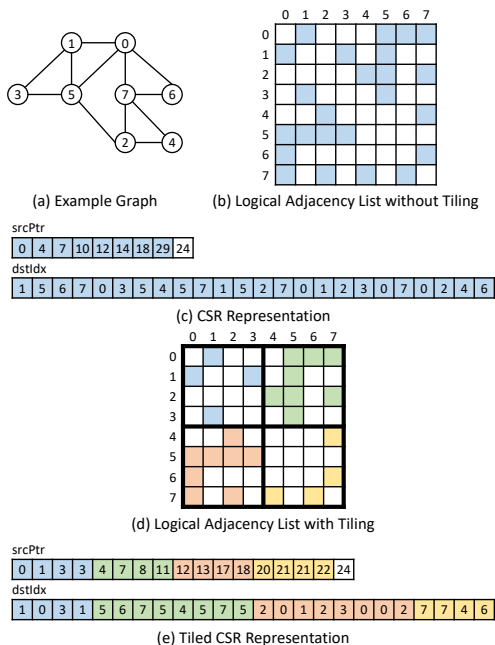 1 0
3 5 7 6
2 4
(a) Example Graph
0 1 2 3 4 5 6 7
0
1
2
3
4
5
6
7
(b) Logical Adjacency List without Tiling
srcPtr
0 4 7 10 12 14 18 29 24
dstIdx
1 5 6 7 0 3 5 4 5 7 1 5 2 7 0 1 2 3 0 7 0 2 4 6
(c) CSR Representation
0 1 2 3 4 5 6 7
0
1
2
3
4
5
6
7
(d) Logical Adjacency List with Tiling
srcPtr
0 1 3 3 4 7 8 11 12 13 17 18 20 21 21 22 24
dstIdx
1 0 3 1 5 6 7 5 4 5 7 5 2 0 1 2 3 0 0 2 7 7 4 6
(e) Tiled CSR Representation